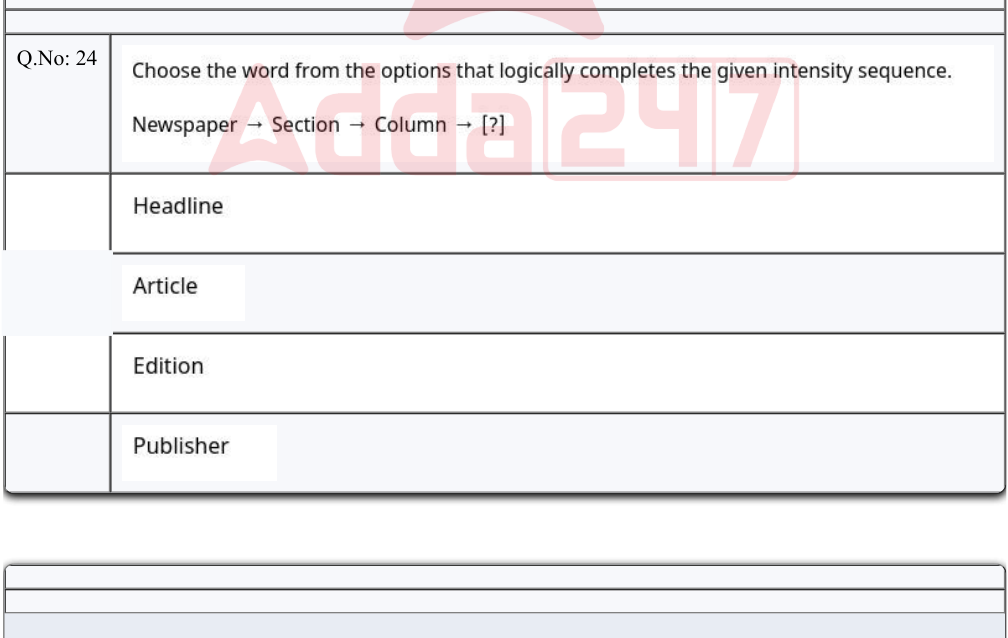 Q.No: 24
Choose the word from the options that logically completes the given intensity sequence.
Newspaper → Section → Column → [?]
Adda247
Headline
Article
Edition
Publisher